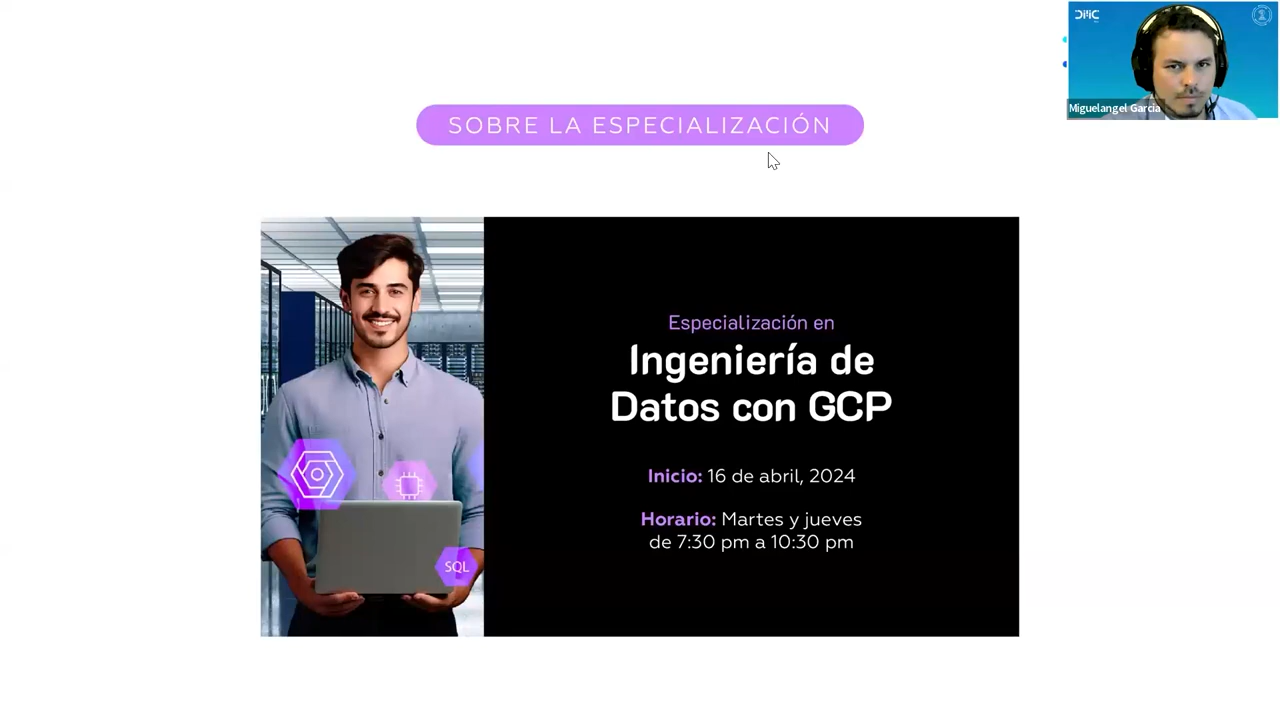 DMC
Miguelangel Garcia
SOBRE LA ESPECIALIZACIÓN
Especialización en
Ingeniería de
Datos con GCP
Inicio: 16 de abril, 2024
Horario: Martes y jueves
de 7:30 pm a 10:30 pm
SQL